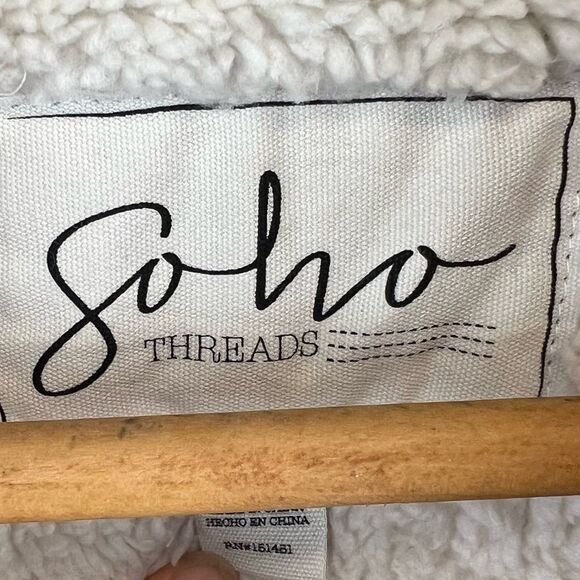 Soho
THREADS
HECHO EN CHINA
RN#151451